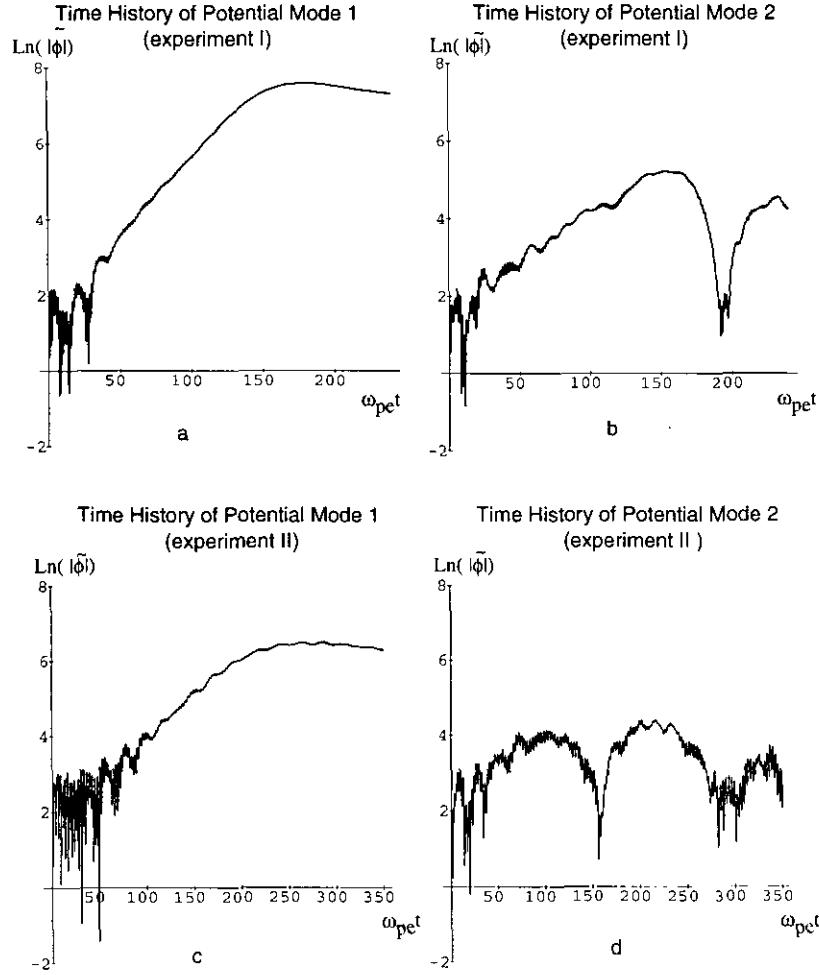 Time History of Potential Mode 1
(experiment I)
Ln( |ϕ̃|)
8
6
4
2
-2
50
100
150
200
ω_pe t
a
Time History of Potential Mode 2
(experiment I)
Ln( |ϕ̃|)
8
6
4
2
-2
50
100
150
200
ω_pe t
b
Time History of Potential Mode 1
(experiment II)
Ln( |ϕ̃|)
8
6
4
2
-2
50
100
150
200
250
300
350
ω_pe t
c
Time History of Potential Mode 2
(experiment II )
Ln( |ϕ̃|)
8
6
4
2
-2
50
100
150
200
250
300
350
ω_pe t
d